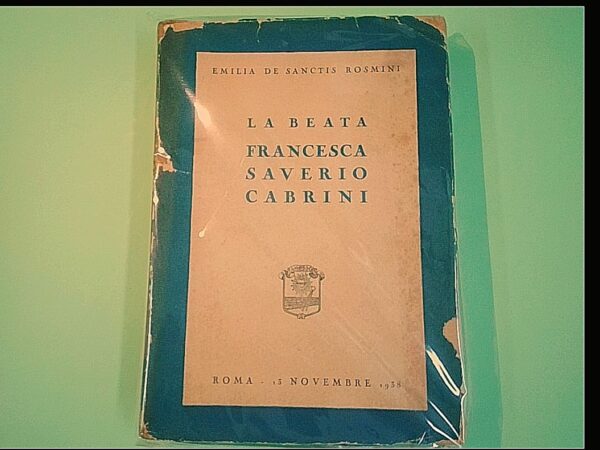 EMILIA DE SANCTIS ROSMINI
LA BEATA
FRANCESCA
SAVERIO
CABRINI
ROMA - 13 NOVEMBRE 1938